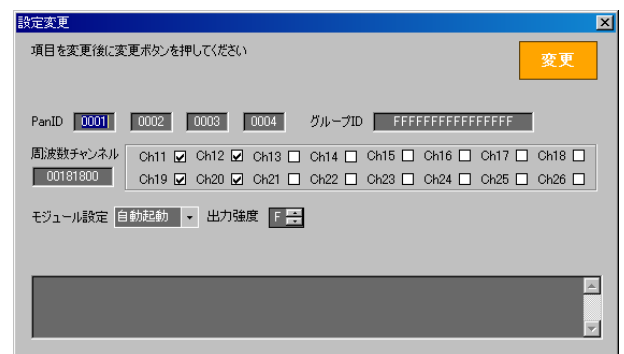 設定変更
項目を変更後に変更ボタンを押してください
変更
PanID 0001 0002 0003 0004 グループID FFFFFFFFFFFFFFFF
周波数チャンネル Ch11 Ch12 Ch13 Ch14 Ch15 Ch16 Ch17 Ch18
00181800 Ch19 Ch20 Ch21 Ch22 Ch23 Ch24 Ch25 Ch26
モジュール設定 自動起動 出力強度 F